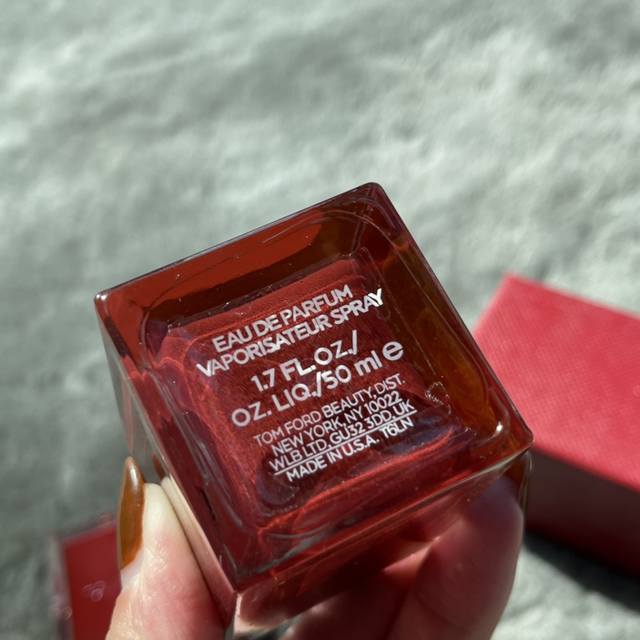 EAU DE PARFUM
VAPORISATEUR SPRAY
1.7 FL.OZ./
OZ. LIQ./50 ml e
TOM FORD BEAUTY, DIST.
NEW YORK, NY 10022
WLB LTD. GU32 3DD UK
MADE IN U.S.A. T6LN